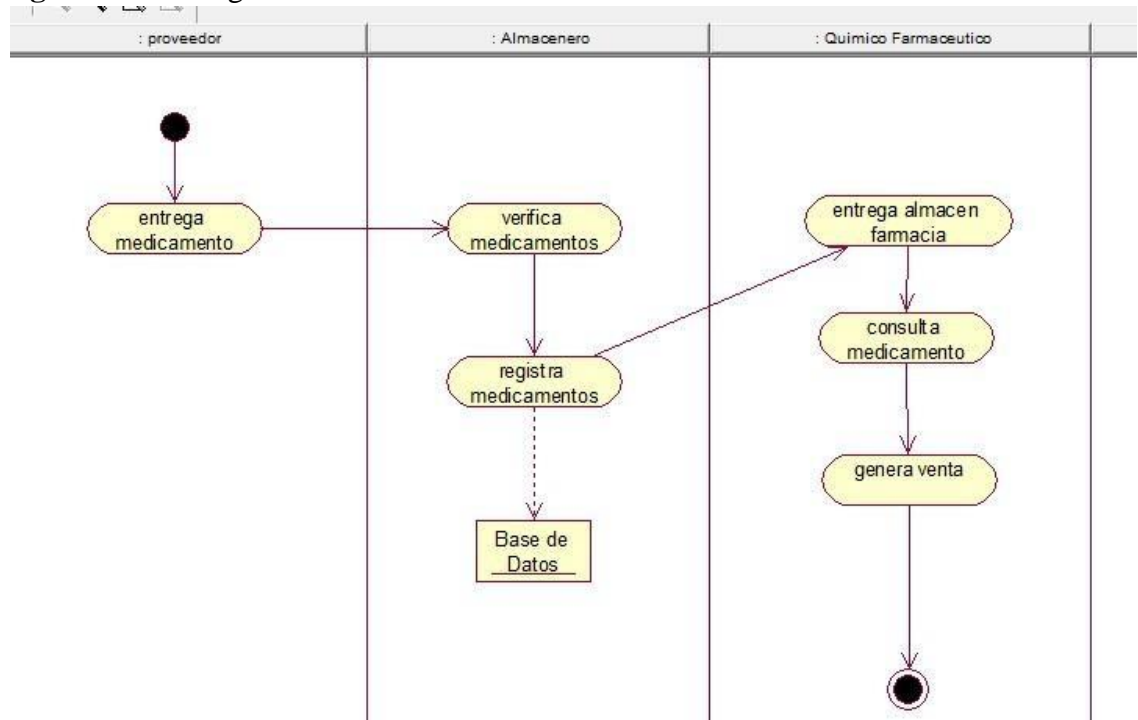 : proveedor
: Almacenero
: Quimico Farmaceutico
entrega
medicamento
verifica
medicamentos
registra
medicamentos
Base de
Datos
entrega almacen
farmacia
consulta
medicamento
genera venta